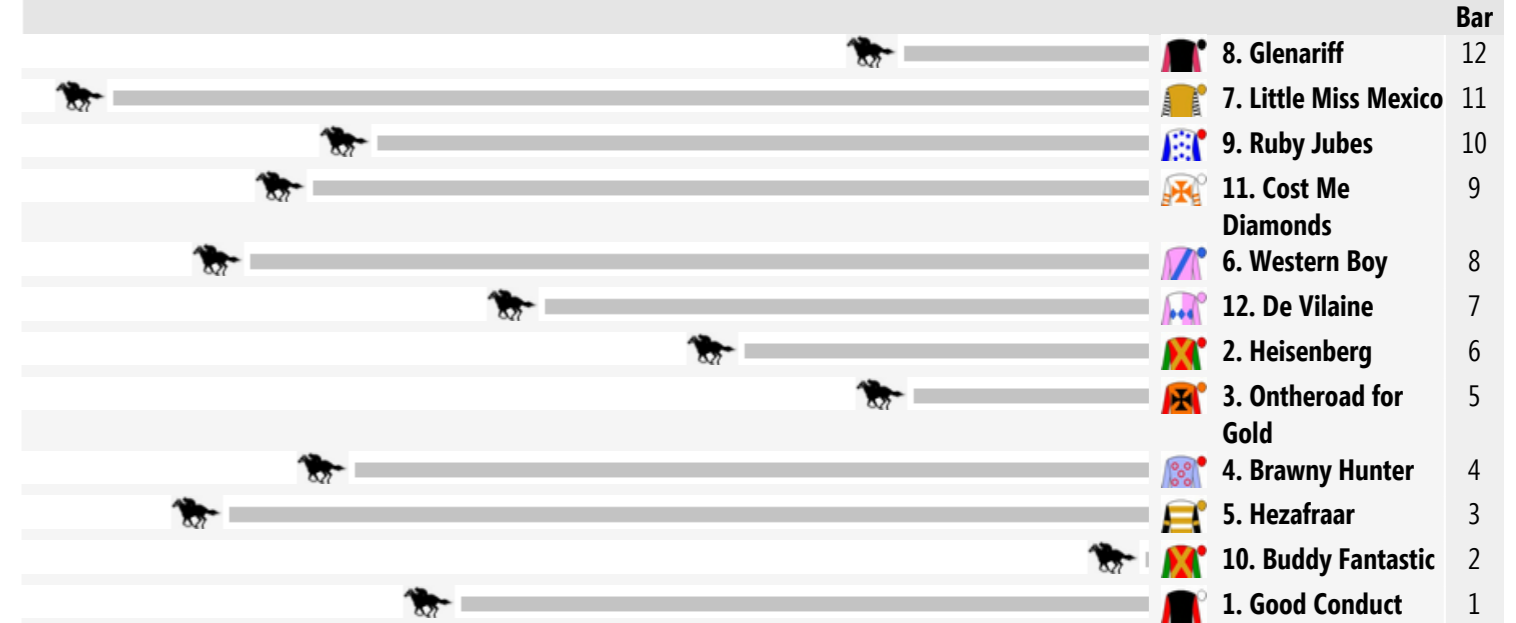 Bar
8. Glenariff 12
7. Little Miss Mexico 11
9. Ruby Jubes 10
11. Cost Me 9
Diamonds
6. Western Boy 8
12. De Vilaine 7
2. Heisenberg 6
3. Ontheroad for 5
Gold
4. Brawny Hunter 4
5. Hezafraar 3
10. Buddy Fantastic 2
1. Good Conduct 1